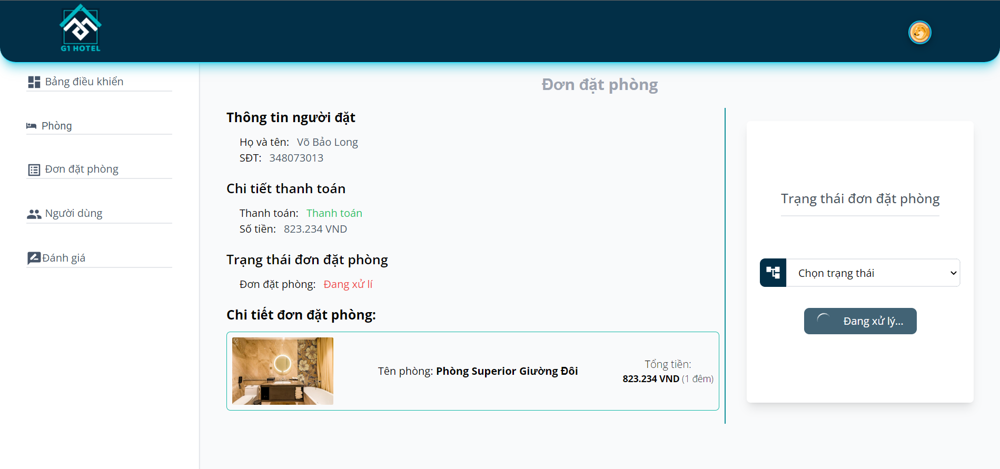 G1 HOTEL
Bảng điều khiển
Phòng
Đơn đặt phòng
Người dùng
Đánh giá
Đơn đặt phòng
Thông tin người đặt
Họ và tên: Võ Bảo Long
SĐT: 348073013
Chi tiết thanh toán
Thanh toán: Thanh toán
Số tiền: 823.234 VND
Trạng thái đơn đặt phòng
Đơn đặt phòng: Đang xử lí
Chi tiết đơn đặt phòng:
Tên phòng: Phòng Superior Giường Đôi
Tổng tiền:
823.234 VND (1 đêm)
Trạng thái đơn đặt phòng
Chọn trạng thái
Đang xử lý...